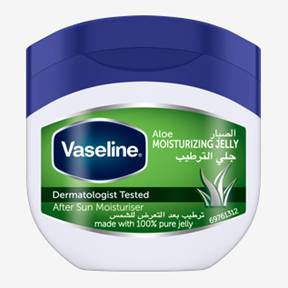 Aloe الصبار
MOISTURIZING JELLY
جلي الترطيب
Vaseline.
Dermatologist Tested
ترطيب بعد التعرض للشمس
After Sun Moisturiser
made with 100% pure jelly
69761312